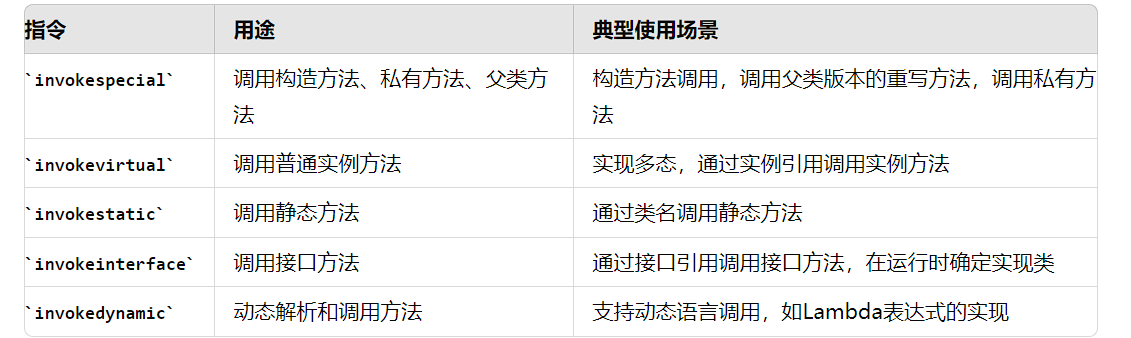 指令 用途 典型使用场景
`invokespecial` 调用构造方法、私有方法、父类方 构造方法调用，调用父类版本的重写方法，调用私有方
法 法
`invokevirtual` 调用普通实例方法 实现多态，通过实例引用调用实例方法
`invokestatic` 调用静态方法 通过类名调用静态方法
`invokeinterface` 调用接口方法 通过接口引用调用接口方法，在运行时确定实现类
`invokedynamic` 动态解析和调用方法 支持动态语言调用，如Lambda表达式的实现